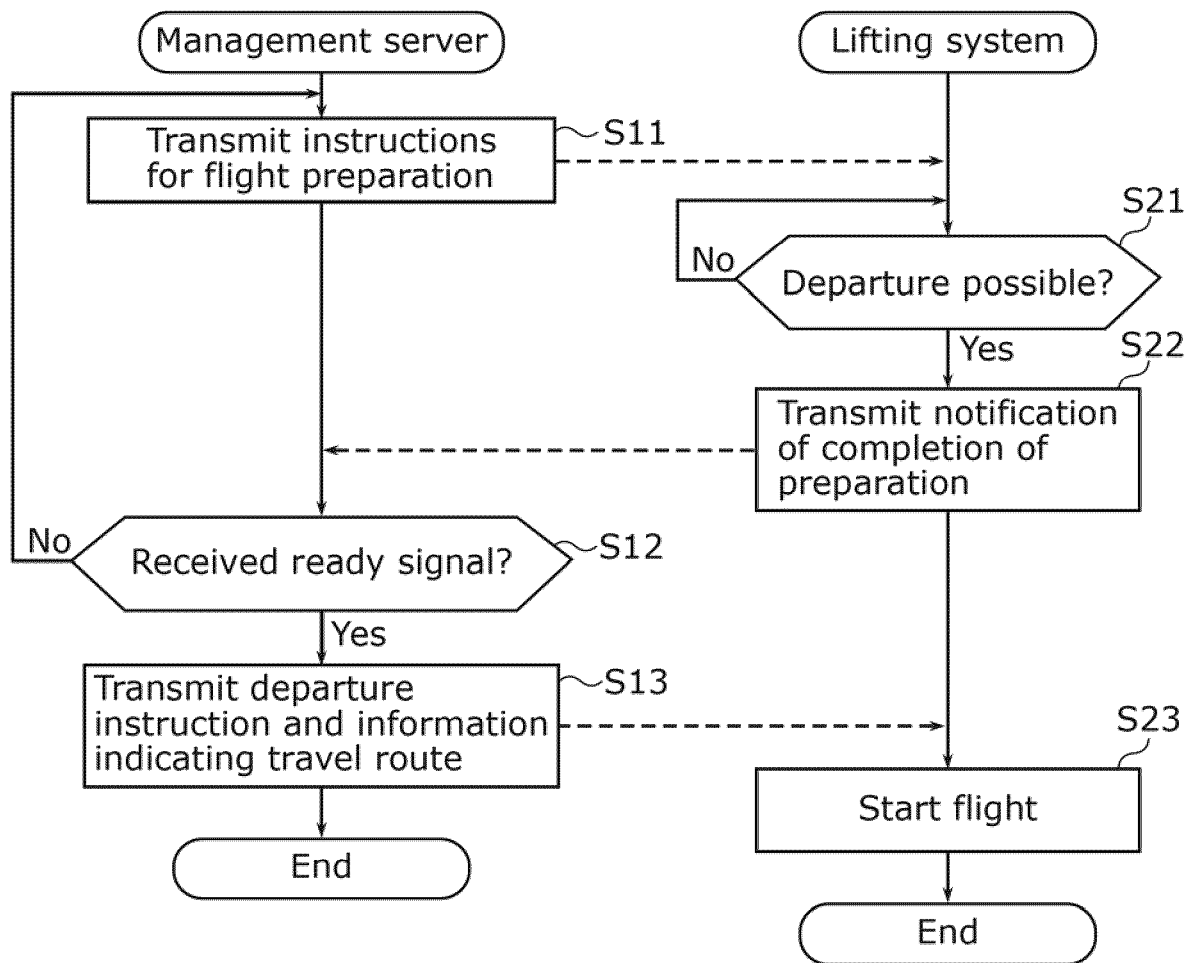 Management server
Lifting system
Transmit instructions
for flight preparation
S11
S21
No
Departure possible?
Yes
S22
Transmit notification
of completion of
preparation
No
Received ready signal?
S12
Yes
Transmit departure
instruction and information
indicating travel route
S13
S23
Start flight
End
End